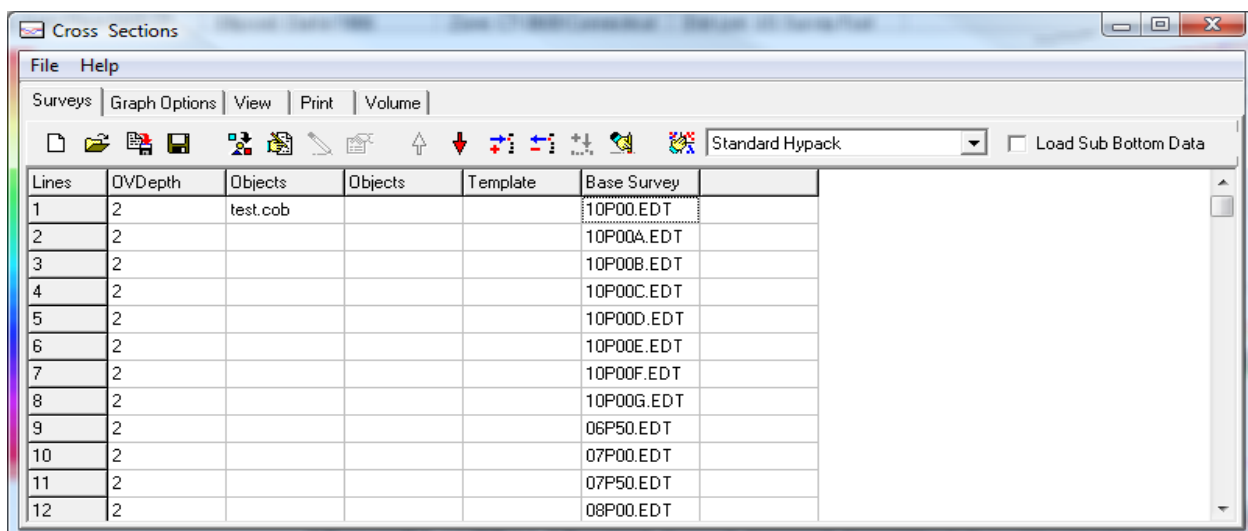 Cross Sections
File Help
Surveys Graph Options View Print Volume
Standard Hypack Load Sub Bottom Data
Lines OVDepth Objects Objects Template Base Survey
1 2 test.cob 10P00.EDT
2 2 10P00A.EDT
3 2 10P00B.EDT
4 2 10P00C.EDT
5 2 10P00D.EDT
6 2 10P00E.EDT
7 2 10P00F.EDT
8 2 10P00G.EDT
9 2 06P50.EDT
10 2 07P00.EDT
11 2 07P50.EDT
12 2 08P00.EDT